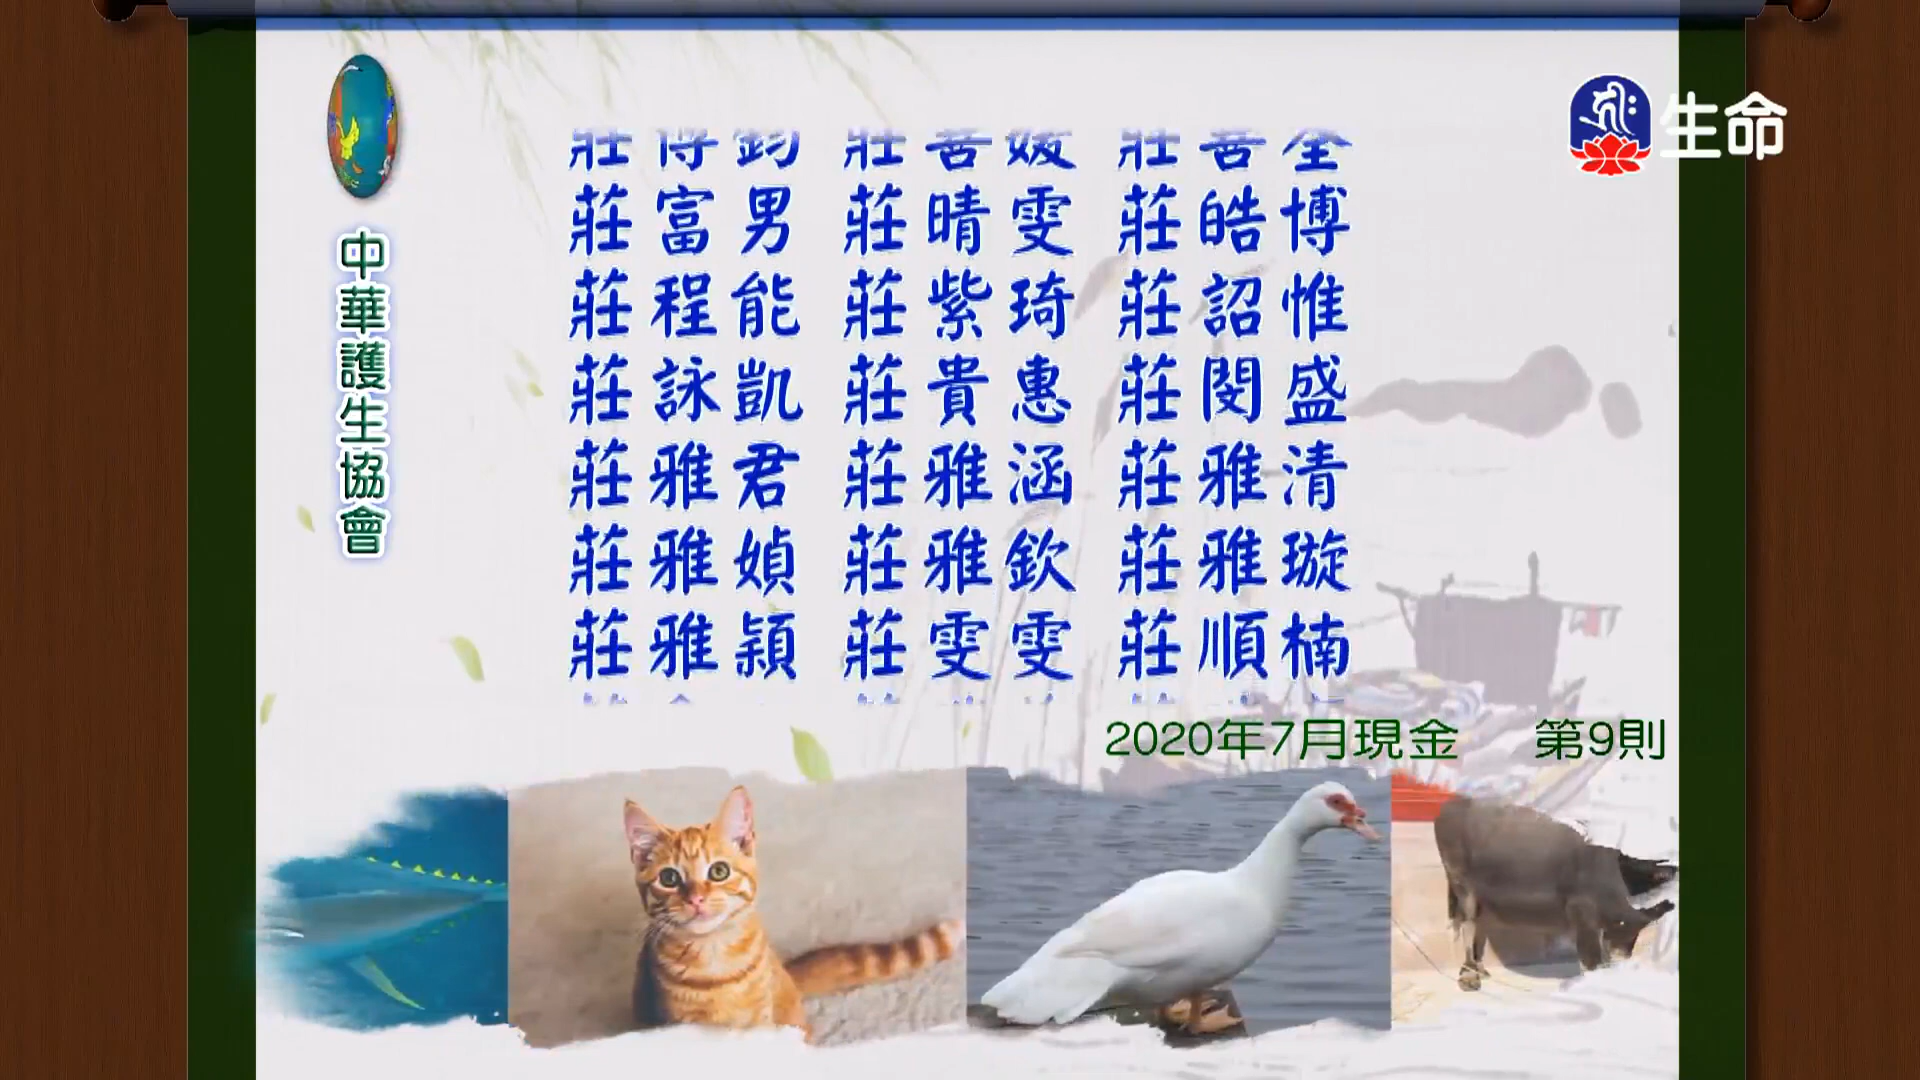 生命
中華護生協會
莊富男 莊晴雯 莊皓博
莊程能 莊紫琦 莊詔惟
莊詠凱 莊貴惠 莊閔盛
莊雅君 莊雅涵 莊雅清
莊雅媜 莊雅欽 莊雅璇
莊雅穎 莊雯雯 莊順楠
2020年7月現金 第9則